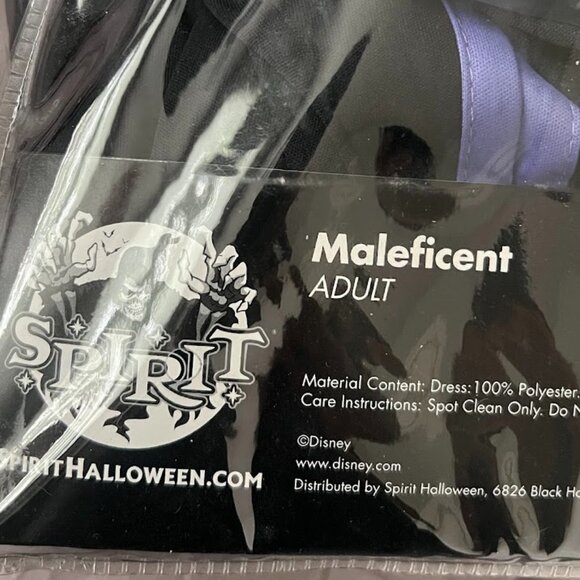 SPIRIT
SPIRITHALLOWEEN.COM
Maleficent
ADULT
Material Content: Dress: 100% Polyester.
Care Instructions: Spot Clean Only. Do
©Disney
www.disney.com
Distributed by Spirit Halloween, 6826 Black